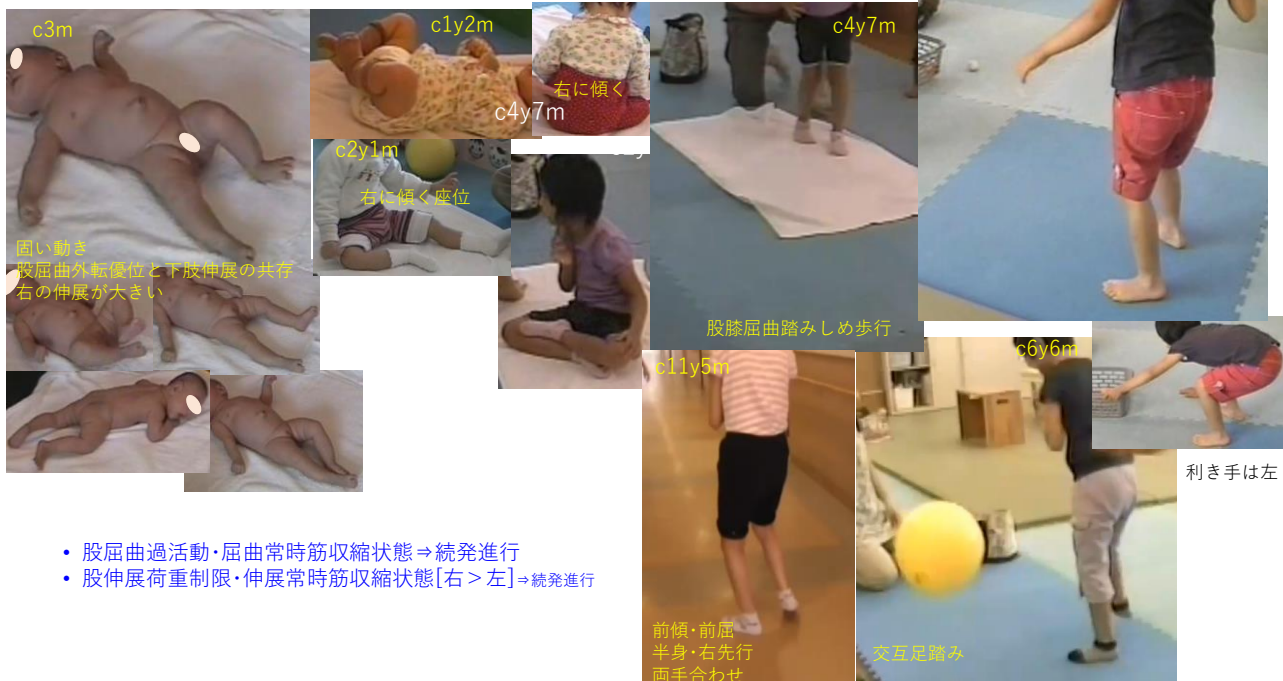 c3m
固い動き
股屈曲外転優位と下肢伸展の共存
右の伸展が大きい
c1y2m
c4y7m
右に傾く
c2y1m
右に傾く座位
c4y7m
股膝屈曲踏みしめ歩行
c11y5m
前傾・前屈
半身・右先行
両手合わせ
c6y6m
交互足踏み
利き手は左
• 股屈曲過活動・屈曲常時筋収縮状態⇒続発進行
• 股伸展荷重制限・伸展常時筋収縮状態[右>左]⇒続発進行